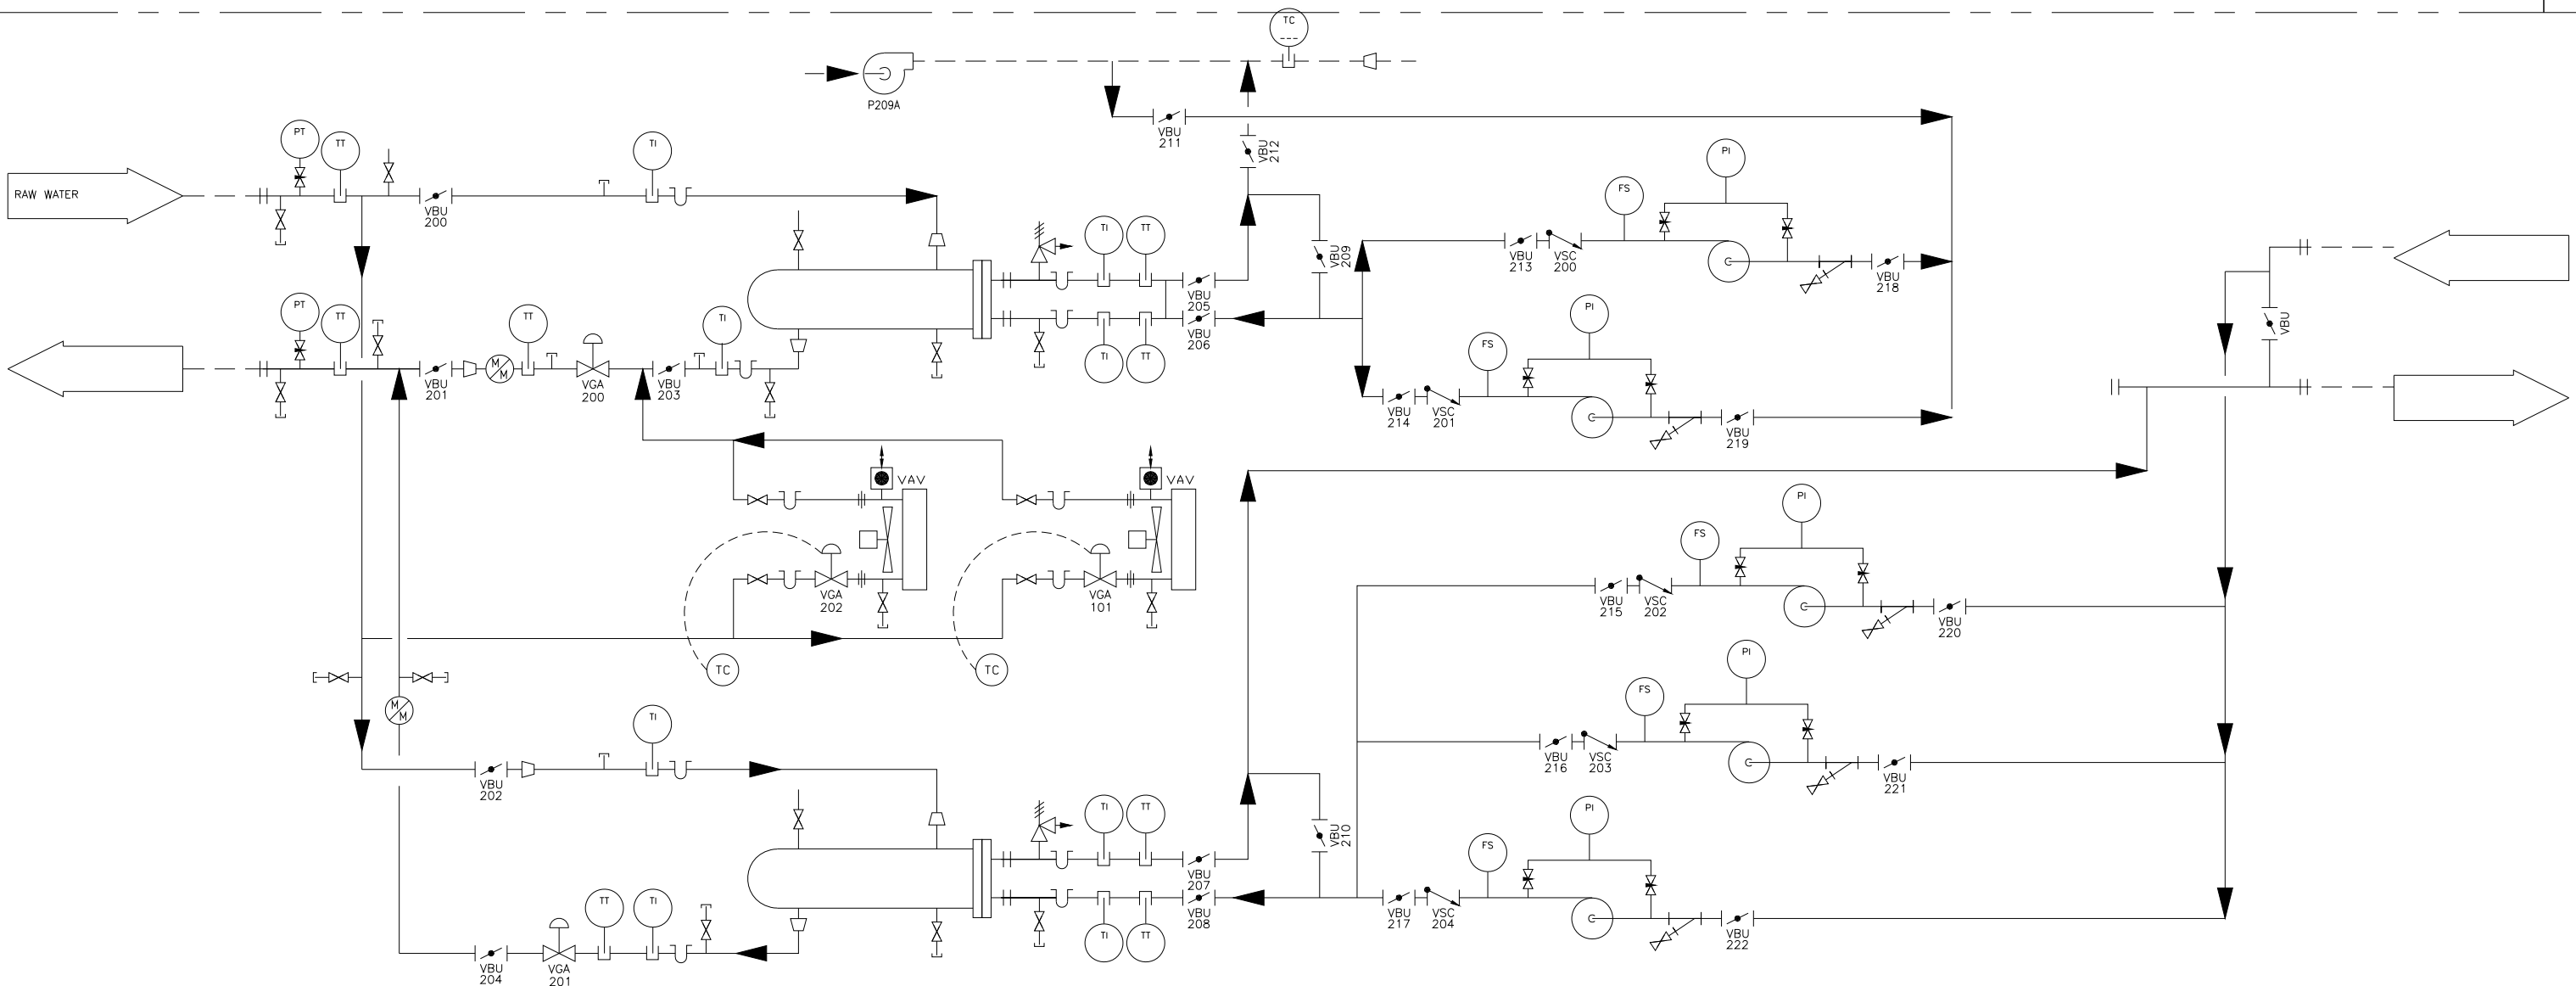 TC
---
P209A
VBU
211
VBU
212
PT
TT
TI
RAW WATER
VBU
200
PI
FS
VBU
213
VSC
200
C
VBU
218
TI
TT
VBU
205
VBU
209
VBU
206
TI
TT
PT
TT
VBU
201
M
M
TT
VGA
200
VBU
203
TI
PI
FS
VBU
214
VSC
201
C
VBU
219
VBU
VAV
VAV
VGA
202
VGA
101
TC
TC
PI
FS
VBU
215
VSC
202
C
VBU
220
PI
FS
VBU
216
VSC
203
C
VBU
221
M
M
TI
VBU
202
TI
TT
VBU
207
VBU
210
VBU
208
TI
TT
PI
FS
VBU
217
VSC
204
C
VBU
222
TT
TI
VBU
204
VGA
201